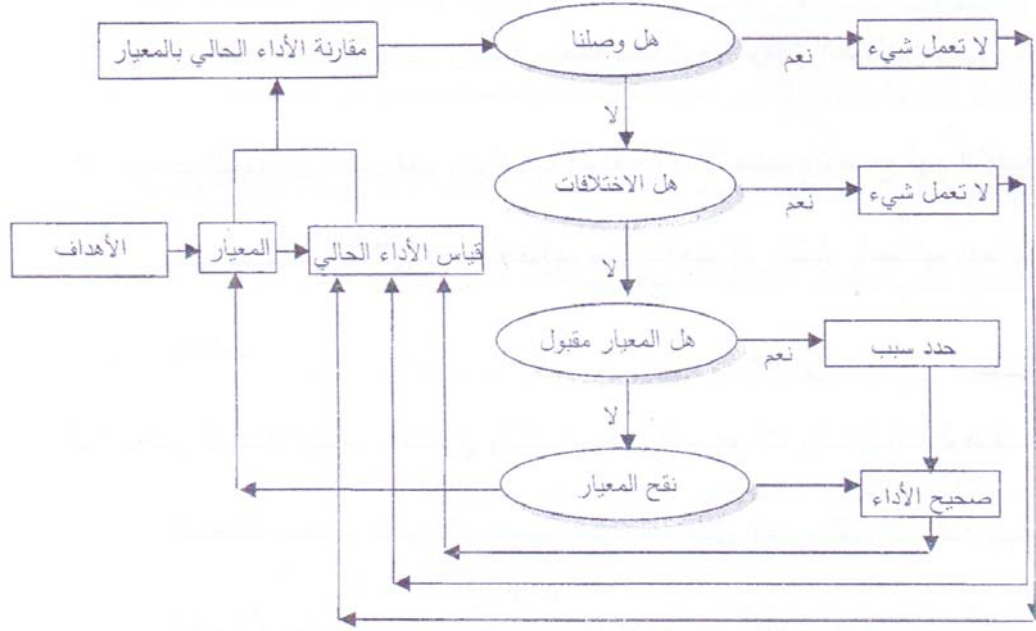 مقارنة الأداء الحالي بالمعيار
هل وصلنا
نعم
لا تعمل شيء
لا
هل الاختلافات
نعم
لا تعمل شيء
الأهداف
المعيار
قياس الأداء الحالي
لا
هل المعيار مقبول
نعم
حدد سبب
لا
نقح المعيار
صحيح الأداء